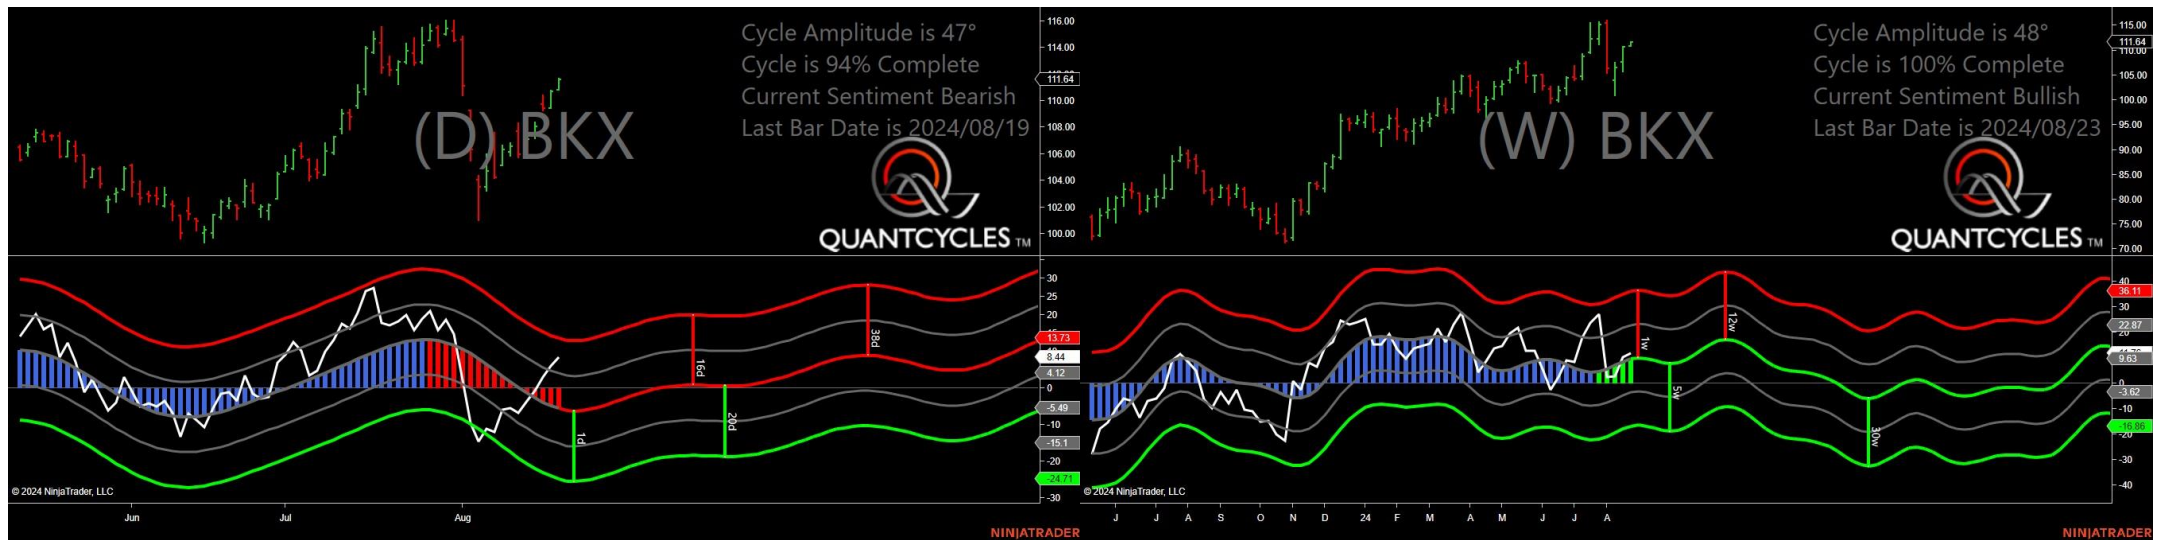 Cycle Amplitude is 47°
Cycle is 94% Complete
Current Sentiment Bearish
Last Bar Date is 2024/08/19
(D) BKX
QUANTCYCLES TM
116.00
114.00
111.64
110.00
108.00
106.00
104.00
102.00
100.00
30
25
20
13.73
8.44
4.12
0
-5.49
-10
-15.1
-20
-24.71
-30
1d
16d
20d
38d
© 2024 NinjaTrader, LLC
Jun
Jul
Aug
NINJATRADER
Cycle Amplitude is 48°
Cycle is 100% Complete
Current Sentiment Bullish
Last Bar Date is 2024/08/23
(W) BKX
QUANTCYCLES TM
115.00
111.64
110.00
105.00
100.00
95.00
90.00
85.00
80.00
75.00
70.00
40
36.11
22.87
9.63
0
-3.62
-10
-16.86
-30
-40
1w
5w
12w
30w
© 2024 NinjaTrader, LLC
J J A S O N D 24 F M A M J J A
NINJATRADER